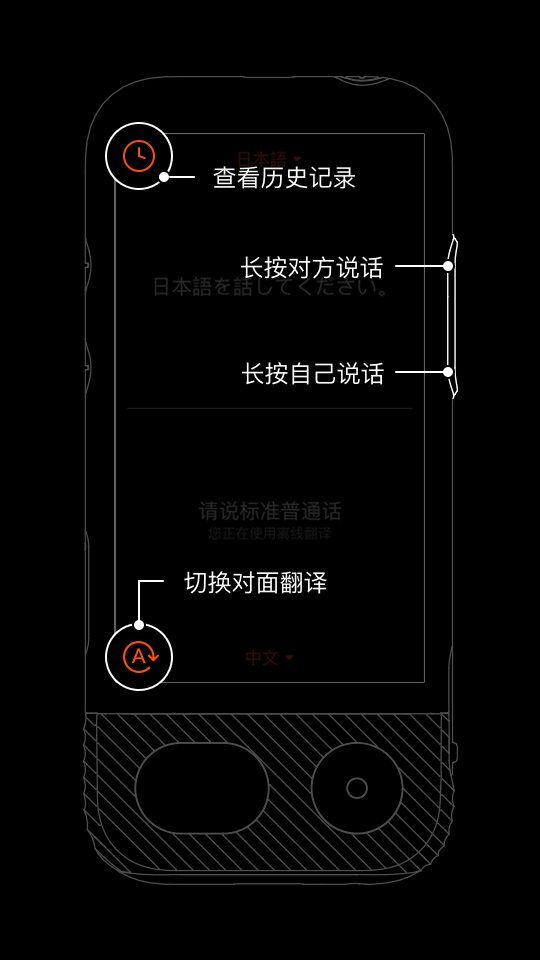 日本語
查看历史记录
长按对方说话
日本語を話してください。
长按自己说话
请说标准普通话
您正在使用离线翻译
切换对面翻译
A
中文